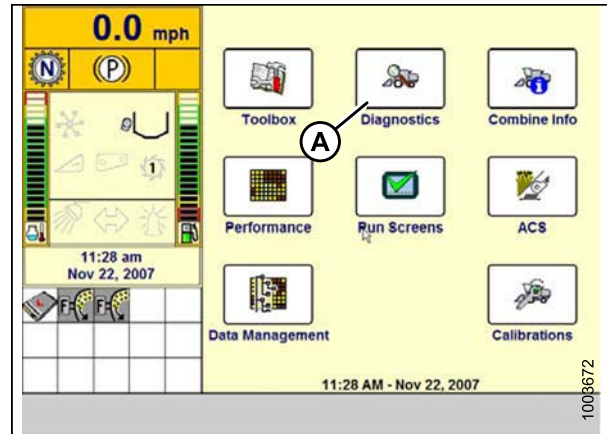 0.0 mph
N
(P)
1
11:28 am
Nov 22, 2007
F
F
Toolbox
Diagnostics
Combine Info
A
Performance
Run Screens
ACS
Data Management
Calibrations
11:28 AM - Nov 22, 2007
1003672